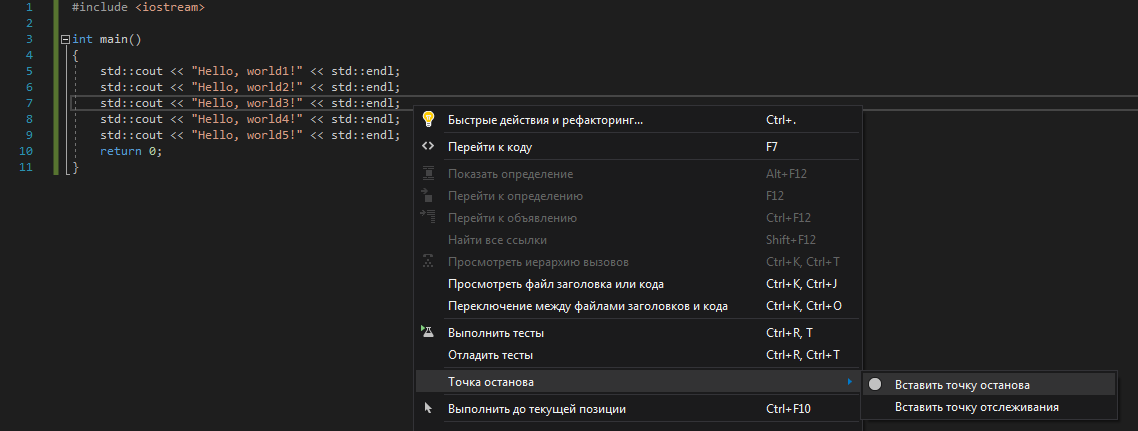 1 #include <iostream>
2
3 int main()
4 {
5 std::cout << "Hello, world1!" << std::endl;
6 std::cout << "Hello, world2!" << std::endl;
7 std::cout << "Hello, world3!" << std::endl;
8 std::cout << "Hello, world4!" << std::endl;
9 std::cout << "Hello, world5!" << std::endl;
10 return 0;
11 }
Быстрые действия и рефакторинг... Ctrl+.
Перейти к коду F7
Показать определение Alt+F12
Перейти к определению F12
Перейти к объявлению Ctrl+F12
Найти все ссылки Shift+F12
Просмотреть иерархию вызовов Ctrl+K, Ctrl+T
Просмотреть файл заголовка или кода Ctrl+K, Ctrl+J
Переключение между файлами заголовков и кода Ctrl+K, Ctrl+O
Выполнить тесты Ctrl+R, T
Отладить тесты Ctrl+R, Ctrl+T
Точка останова
Вставить точку останова
Вставить точку отслеживания
Выполнить до текущей позиции Ctrl+F10